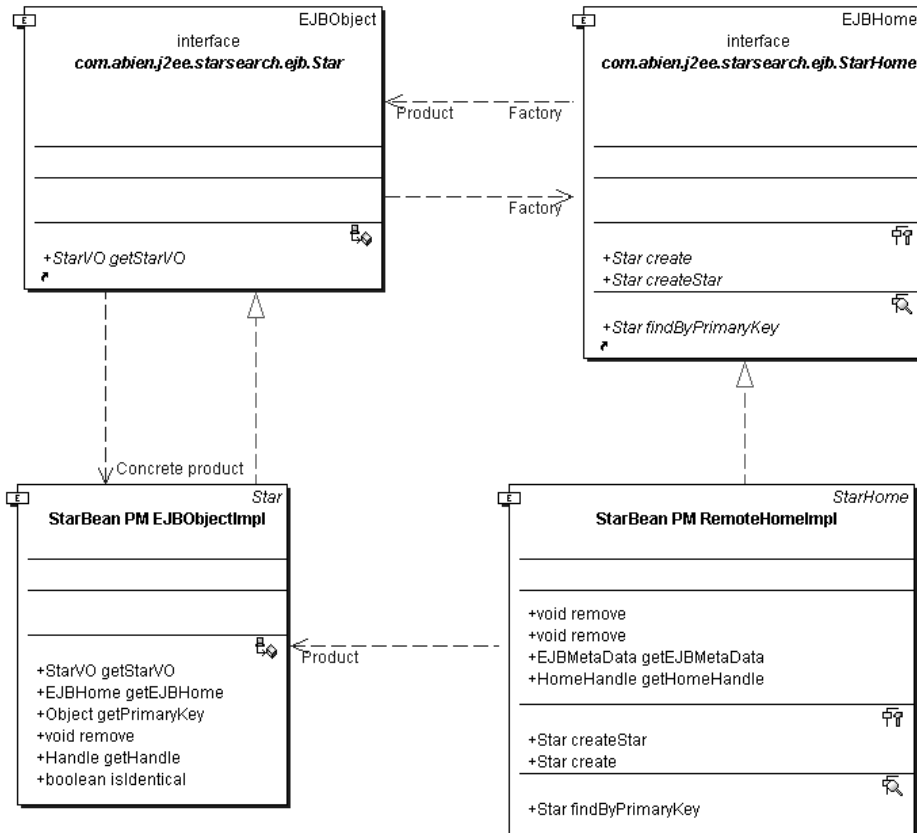 E
EJBObject
interface
com.abien.j2ee.starsearch.ejb.Star
+StarVO getStarVO
E
EJBHome
interface
com.abien.j2ee.starsearch.ejb.StarHome
+Star create
+Star createStar
+Star findByPrimaryKey
Product
Factory
Factory
Concrete product
E
Star
StarBean PM EJBObjectImpl
+StarVO getStarVO
+EJBHome getEJBHome
+Object getPrimaryKey
+void remove
+Handle getHandle
+boolean isIdentical
Product
E
StarHome
StarBean PM RemoteHomeImpl
+void remove
+void remove
+EJBMetaData getEJBMetaData
+HomeHandle getHomeHandle
+Star createStar
+Star create
+Star findByPrimaryKey